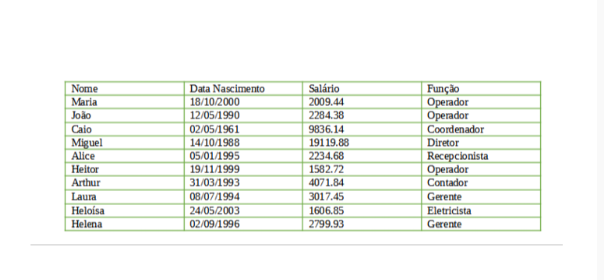 Nome Data Nascimento Salário Função
Maria 18/10/2000 2009.44 Operador
João 12/05/1990 2284.38 Operador
Caio 02/05/1961 9836.14 Coordenador
Miguel 14/10/1988 19119.88 Diretor
Alice 05/01/1995 2234.68 Recepcionista
Heitor 19/11/1999 1582.72 Operador
Arthur 31/03/1993 4071.84 Contador
Laura 08/07/1994 3017.45 Gerente
Heloísa 24/05/2003 1606.85 Eletricista
Helena 02/09/1996 2799.93 Gerente